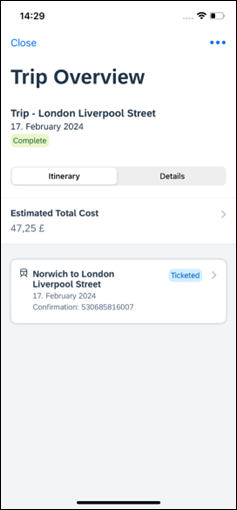 14:29
Close
Trip Overview
Trip - London Liverpool Street
17. February 2024
Complete
Itinerary Details
Estimated Total Cost
47,25 £
Norwich to London Ticketed
Liverpool Street
17. February 2024
Confirmation: 530685816007